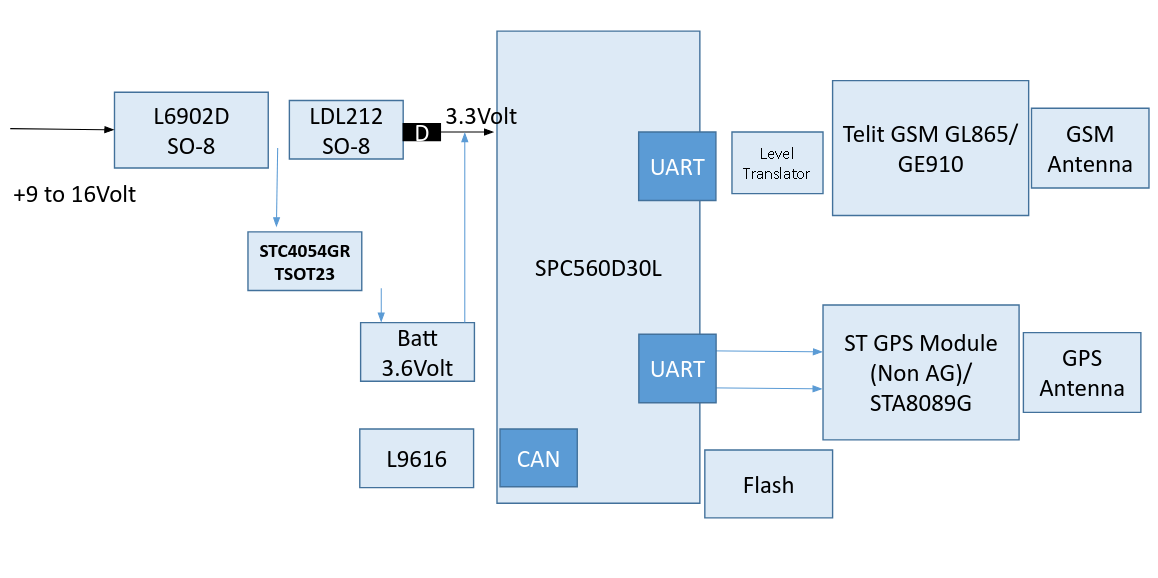 L6902D
SO-8
LDL212
SO-8
D
3.3Volt
+9 to 16Volt
STC4054GR
TSOT23
Batt
3.6Volt
L9616
CAN
SPC560D30L
UART
Level
Translator
Telit GSM GL865/
GE910
GSM
Antenna
UART
ST GPS Module
(Non AG)/
STA8089G
GPS
Antenna
Flash